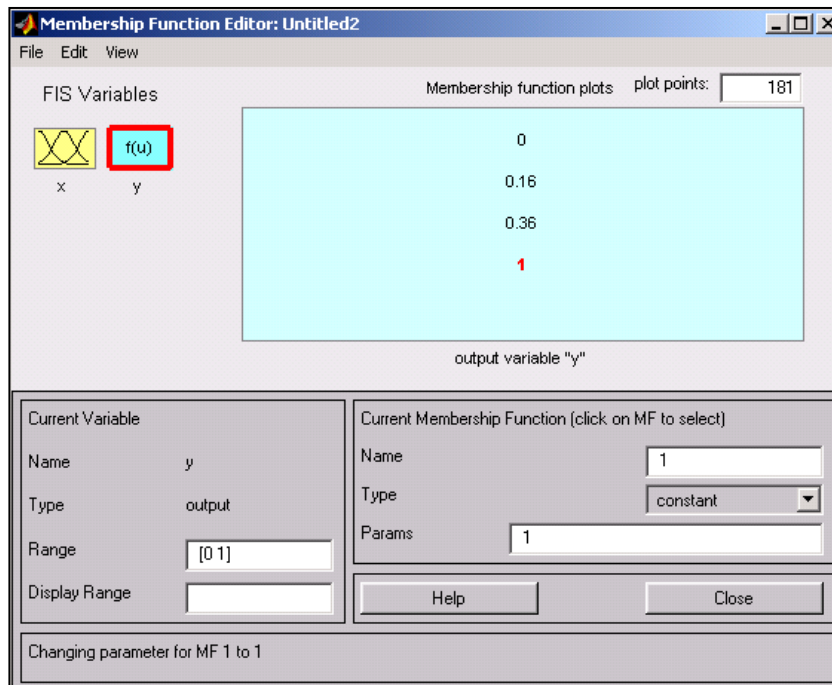 Membership Function Editor: Untitled2
File Edit View
FIS Variables
Membership function plots plot points: 181
f(u)
x y
0
0.16
0.36
1
output variable "y"
Current Variable
Name y
Type output
Range [0 1]
Display Range
Current Membership Function (click on MF to select)
Name 1
Type constant
Params 1
Help Close
Changing parameter for MF 1 to 1